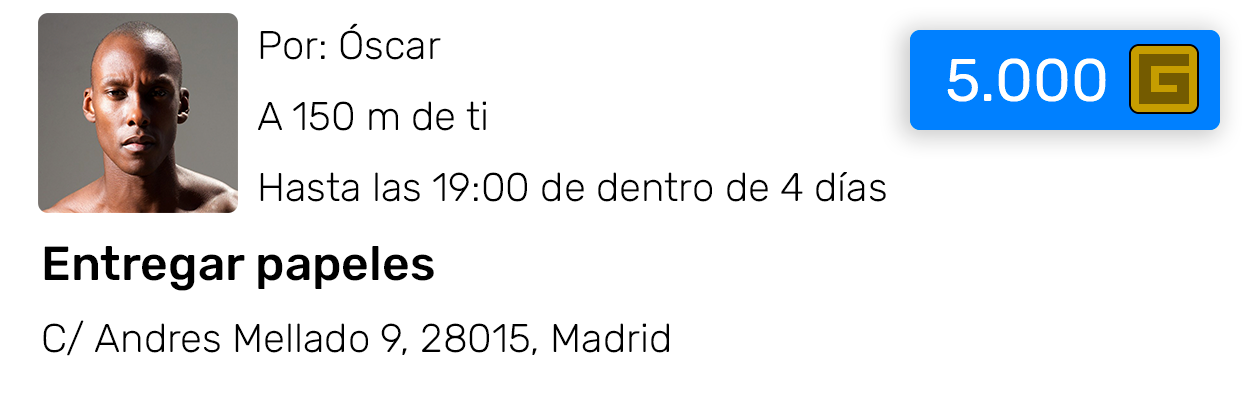 Por: Óscar
5.000 G
A 150 m de ti
Hasta las 19:00 de dentro de 4 días
Entregar papeles
C/ Andres Mellado 9, 28015, Madrid